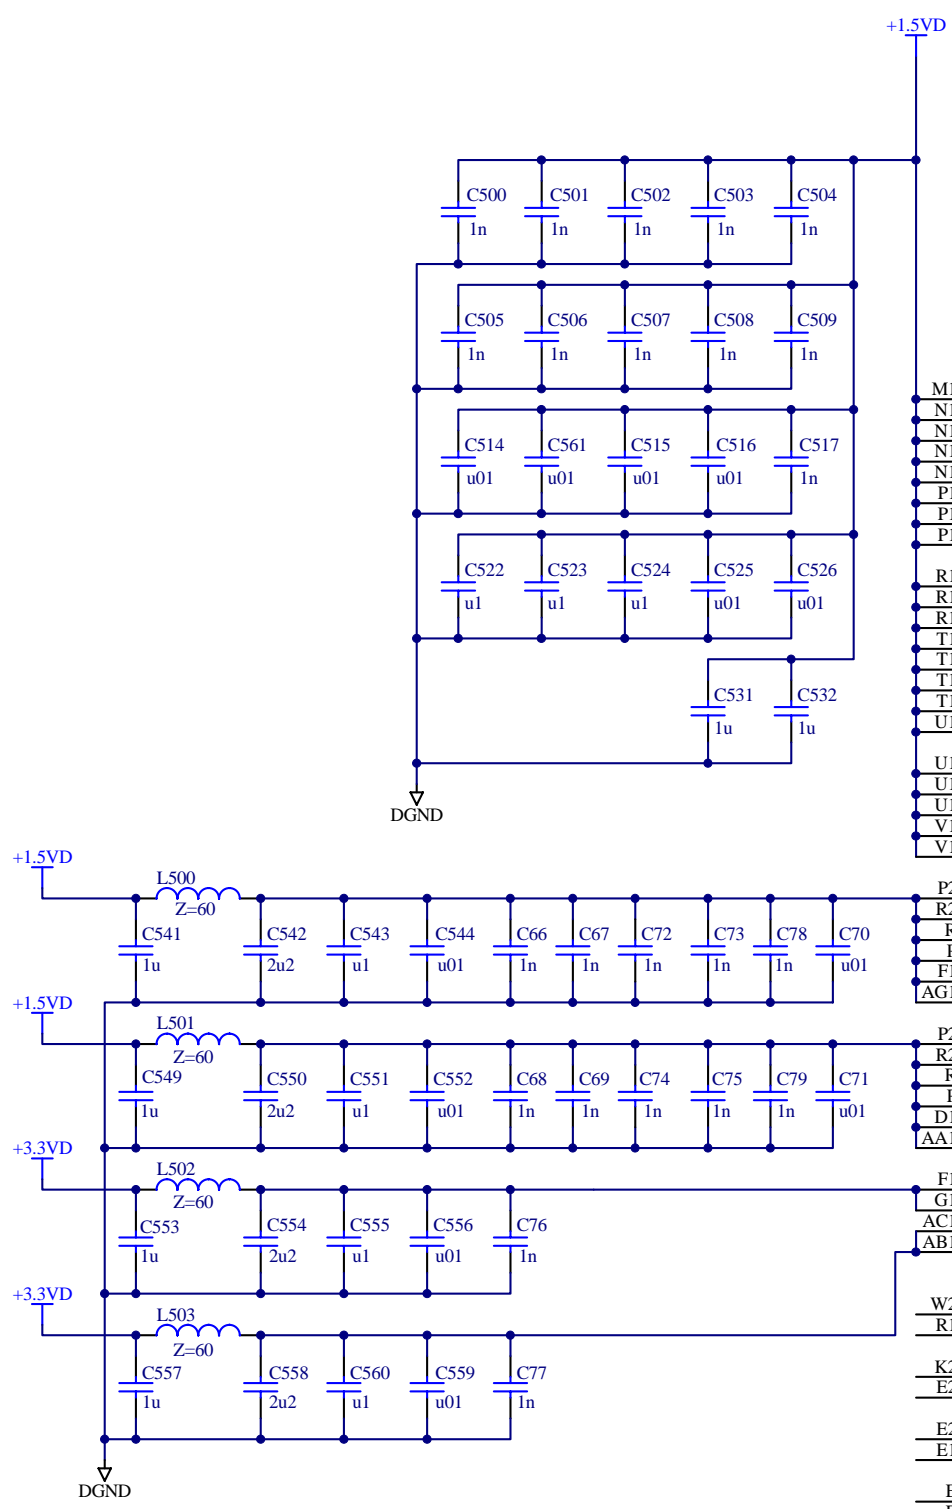 +1.5VD
C500 C501 C502 C503 C504
1n 1n 1n 1n 1n
C505 C506 C507 C508 C509
1n 1n 1n 1n 1n
C514 C561 C515 C516 C517
u01 u01 u01 u01 1n
C522 C523 C524 C525 C526
u1 u1 u1 u01 u01
C531 C532
1u 1u
DGND
+1.5VD
L500
Z=60
C541 C542 C543 C544 C66 C67 C72 C73 C78 C70
1u 2u2 u1 u01 1n 1n 1n 1n 1n u01
+1.5VD
L501
Z=60
C549 C550 C551 C552 C68 C69 C74 C75 C79 C71
1u 2u2 u1 u01 1n 1n 1n 1n 1n u01
+3.3VD
L502
Z=60
C553 C554 C555 C556 C76
1u 2u2 u1 u01 1n
+3.3VD
L503
Z=60
C557 C558 C560 C559 C77
1u 2u2 u1 u01 1n
DGND